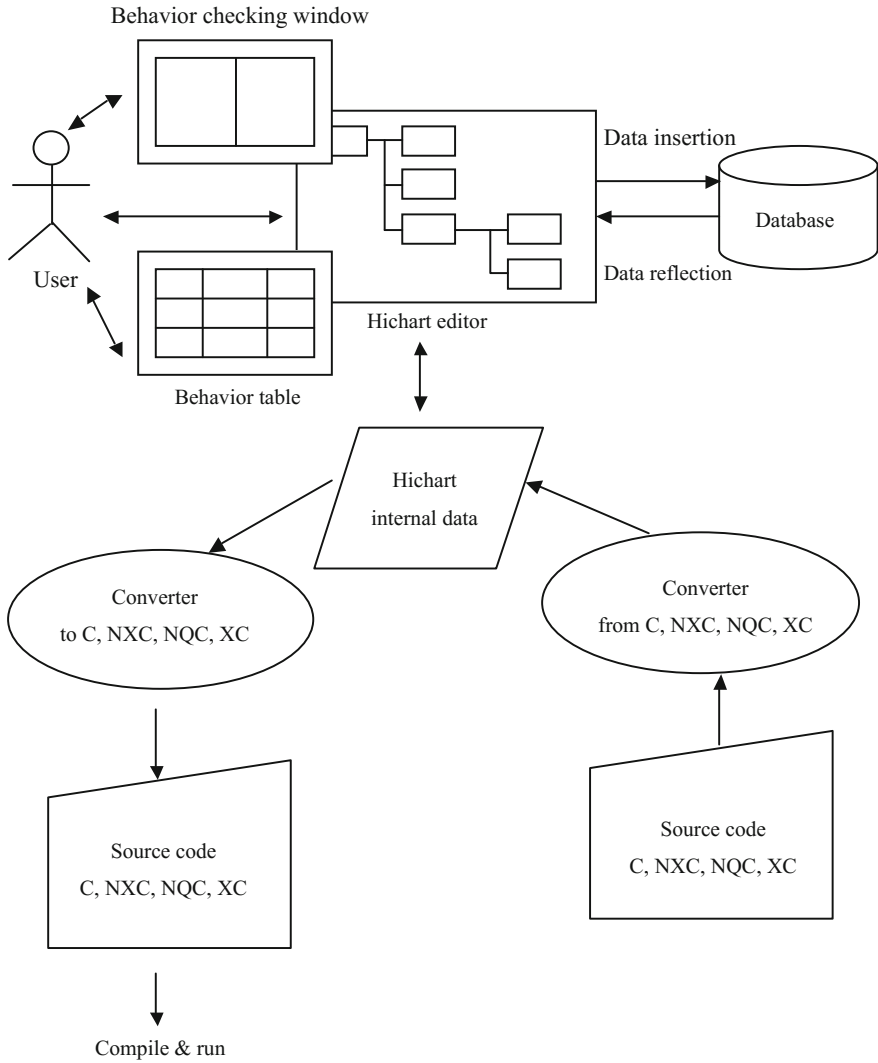 Behavior checking window
Data insertion
Database
User
Data reflection
Hichart editor
Behavior table
Hichart
internal data
Converter
to C, NXC, NQC, XC
Converter
from C, NXC, NQC, XC
Source code
C, NXC, NQC, XC
Source code
C, NXC, NQC, XC
Compile & run